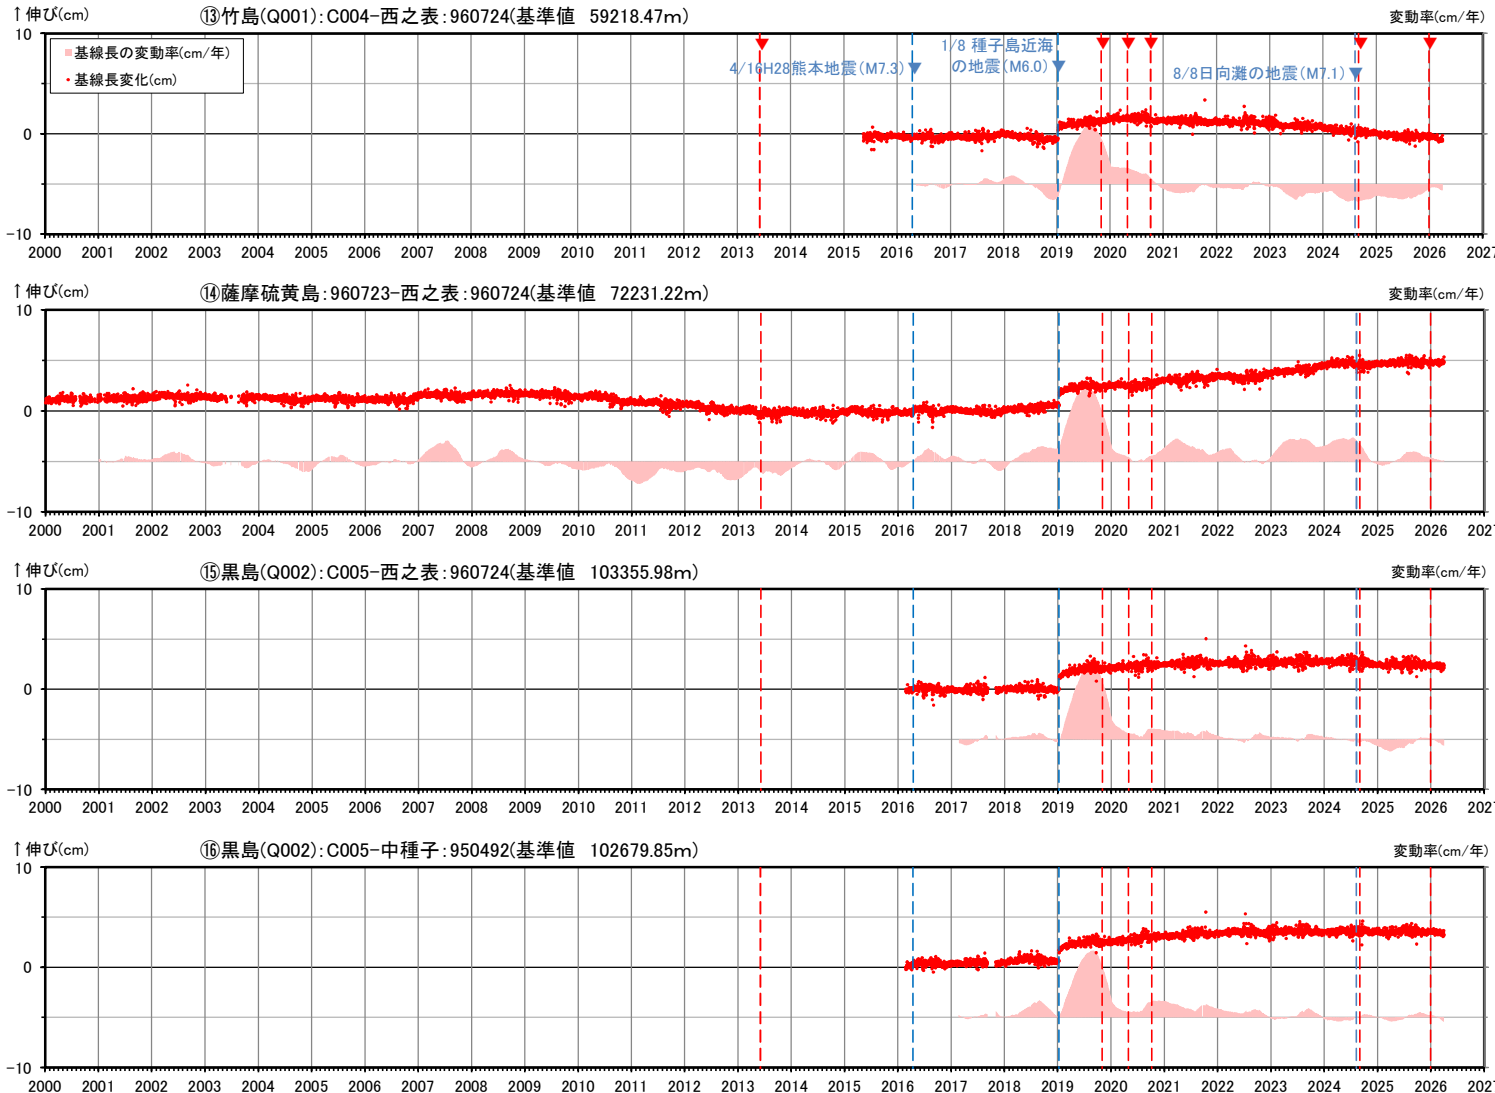 ↑伸び(cm) ⑬竹島(Q001):C004-西之表:960724(基準値 59218.47m) 変動率(cm/年)
10
基線長の変動率(cm/年)
基線長変化(cm)
4/16H28熊本地震(M7.3)
1/8 種子島近海
の地震(M6.0)
8/8日向灘の地震(M7.1)
0
-10
2000 2001 2002 2003 2004 2005 2006 2007 2008 2009 2010 2011 2012 2013 2014 2015 2016 2017 2018 2019 2020 2021 2022 2023 2024 2025 2026 2027
↑伸び(cm) ⑭薩摩硫黄島:960723-西之表:960724(基準値 72231.22m) 変動率(cm/年)
10
0
-10
2000 2001 2002 2003 2004 2005 2006 2007 2008 2009 2010 2011 2012 2013 2014 2015 2016 2017 2018 2019 2020 2021 2022 2023 2024 2025 2026 2027
↑伸び(cm) ⑮黒島(Q002):C005-西之表:960724(基準値 103355.98m) 変動率(cm/年)
10
0
-10
2000 2001 2002 2003 2004 2005 2006 2007 2008 2009 2010 2011 2012 2013 2014 2015 2016 2017 2018 2019 2020 2021 2022 2023 2024 2025 2026 2027
↑伸び(cm) ⑯黒島(Q002):C005-中種子:950492(基準値 102679.85m) 変動率(cm/年)
10
0
-10
2000 2001 2002 2003 2004 2005 2006 2007 2008 2009 2010 2011 2012 2013 2014 2015 2016 2017 2018 2019 2020 2021 2022 2023 2024 2025 2026 2027